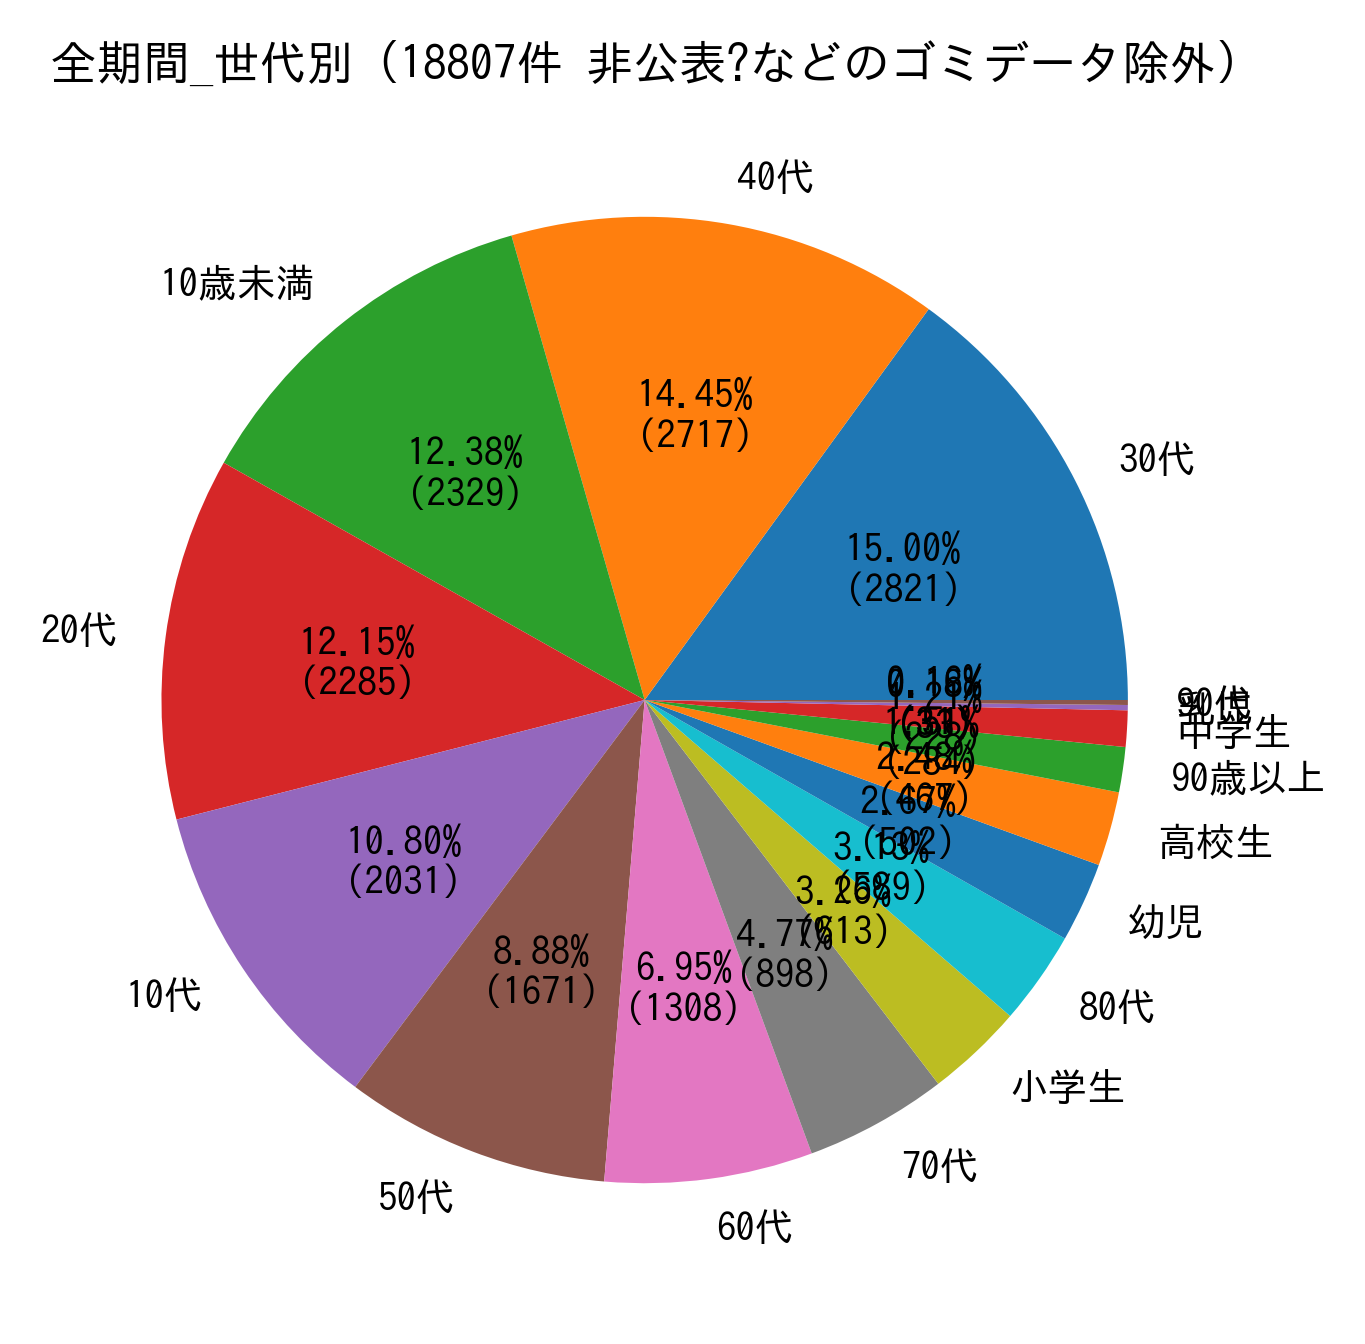 全期間_世代別（18807件 非公表?などのゴミデータ除外）
40代
10歳未満
30代
20代
10代
50代
60代
70代
小学生
80代
幼児
高校生
90歳以上
中学生
14.45%
(2717)
12.38%
(2329)
15.00%
(2821)
12.15%
(2285)
10.80%
(2031)
8.88%
(1671)
6.95%
(1308)
4.77%
(898)
3.26%
(613)
3.13%
(589)
2.67%
(502)
2.48%
(467)